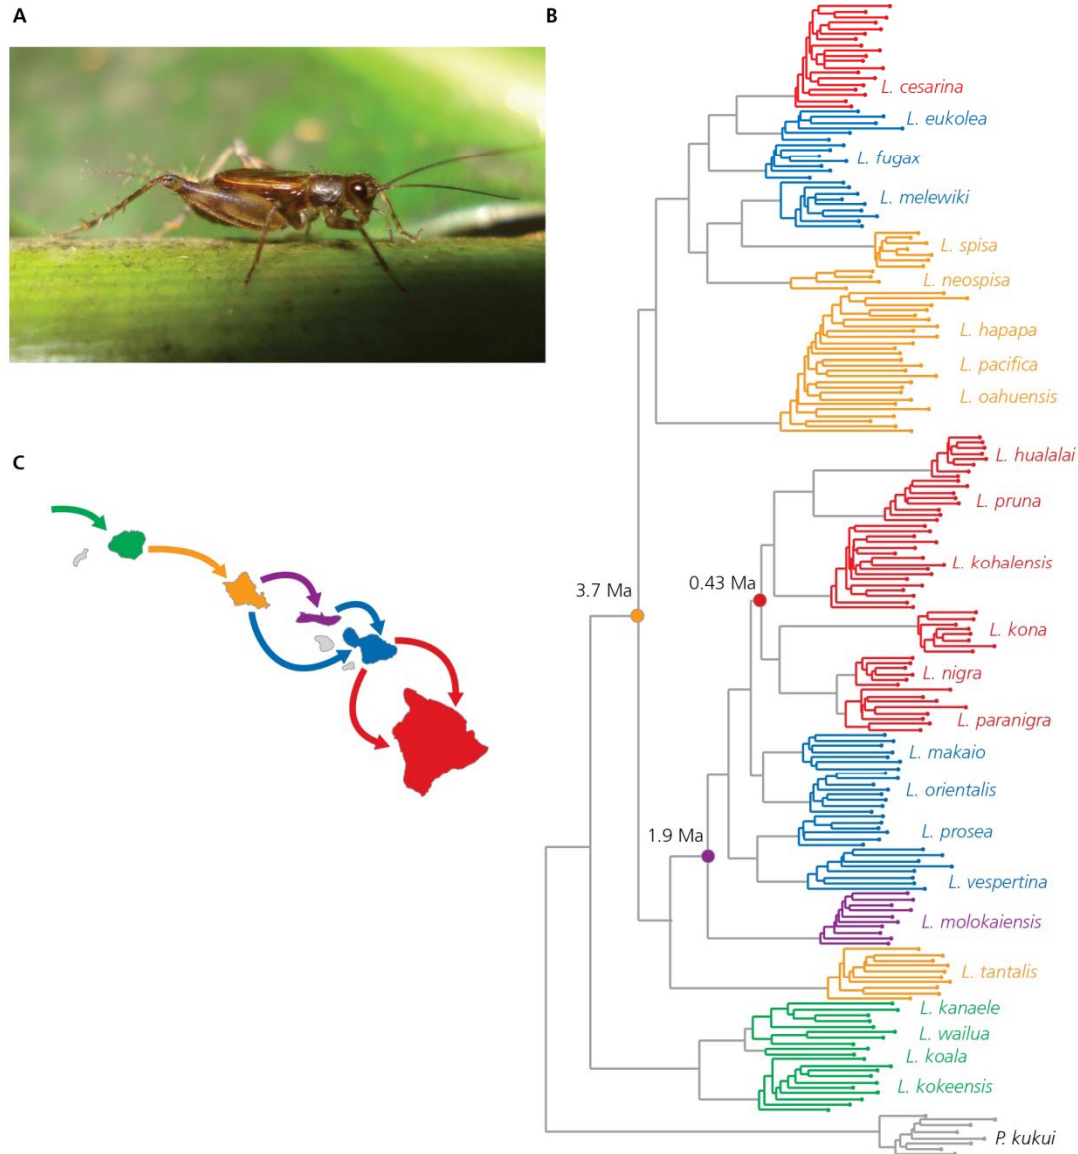 A
B
L. cesarina
L. eukolea
L. fugax
L. melewiki
L. spisa
L. neospisa
L. hapapa
L. pacifica
L. oahuensis
C
L. hualalai
L. pruna
L. kohalensis
3.7 Ma
0.43 Ma
L. kona
L. nigra
L. paranigra
L. makaio
L. orientalis
L. prosea
1.9 Ma
L. vespertina
L. molokaiensis
L. tantalis
L. kanaele
L. wailua
L. koala
L. kokeensis
P. kukui